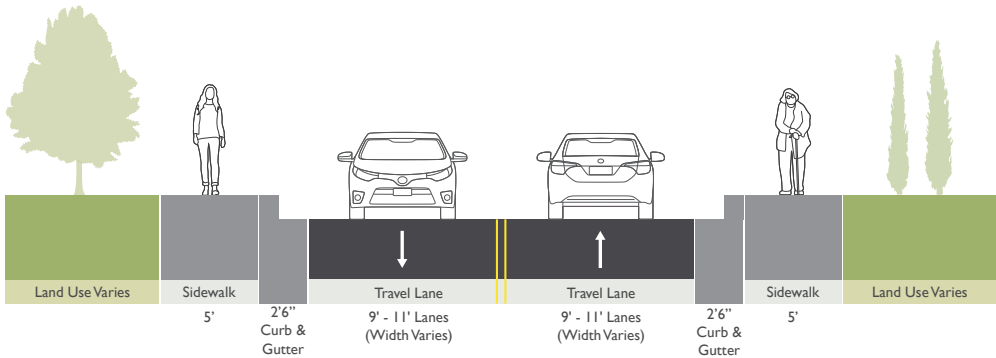 Land Use Varies
Sidewalk
Travel Lane
Travel Lane
Sidewalk
Land Use Varies
5'
2'6”
Curb &
Gutter
9' - 11' Lanes
(Width Varies)
9' - 11' Lanes
(Width Varies)
2'6”
Curb &
Gutter
5'